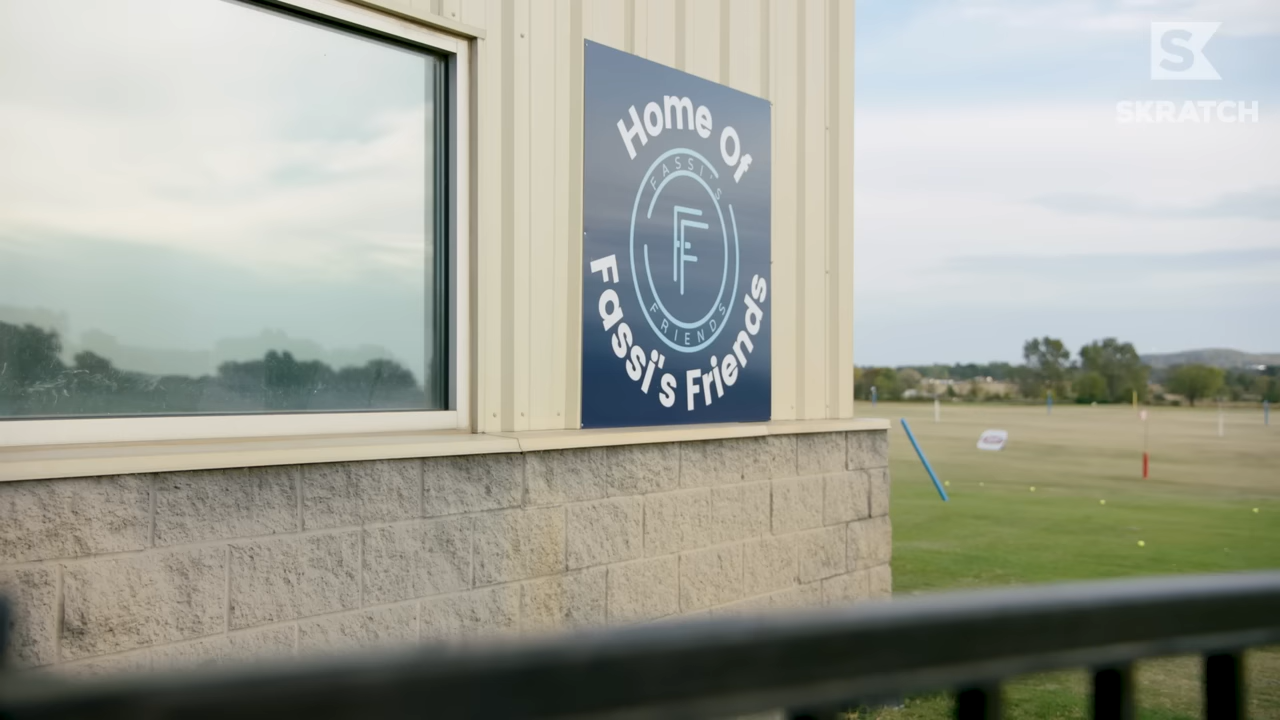 S
SKRATCH
Home Of
FASSI'S
FF
FRIENDS
Fassi's Friends